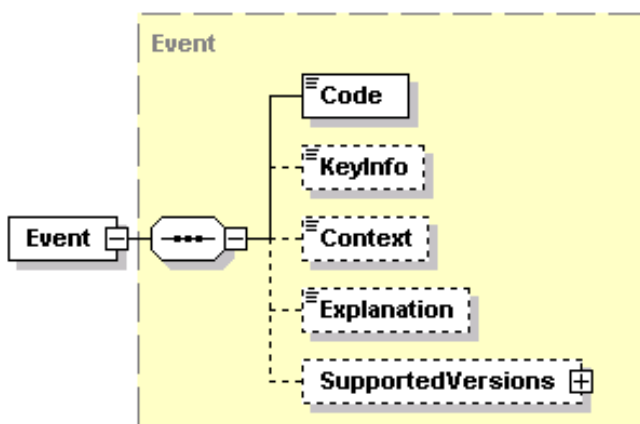 Event
Code
KeyInfo
Event
Context
Explanation
SupportedVersions